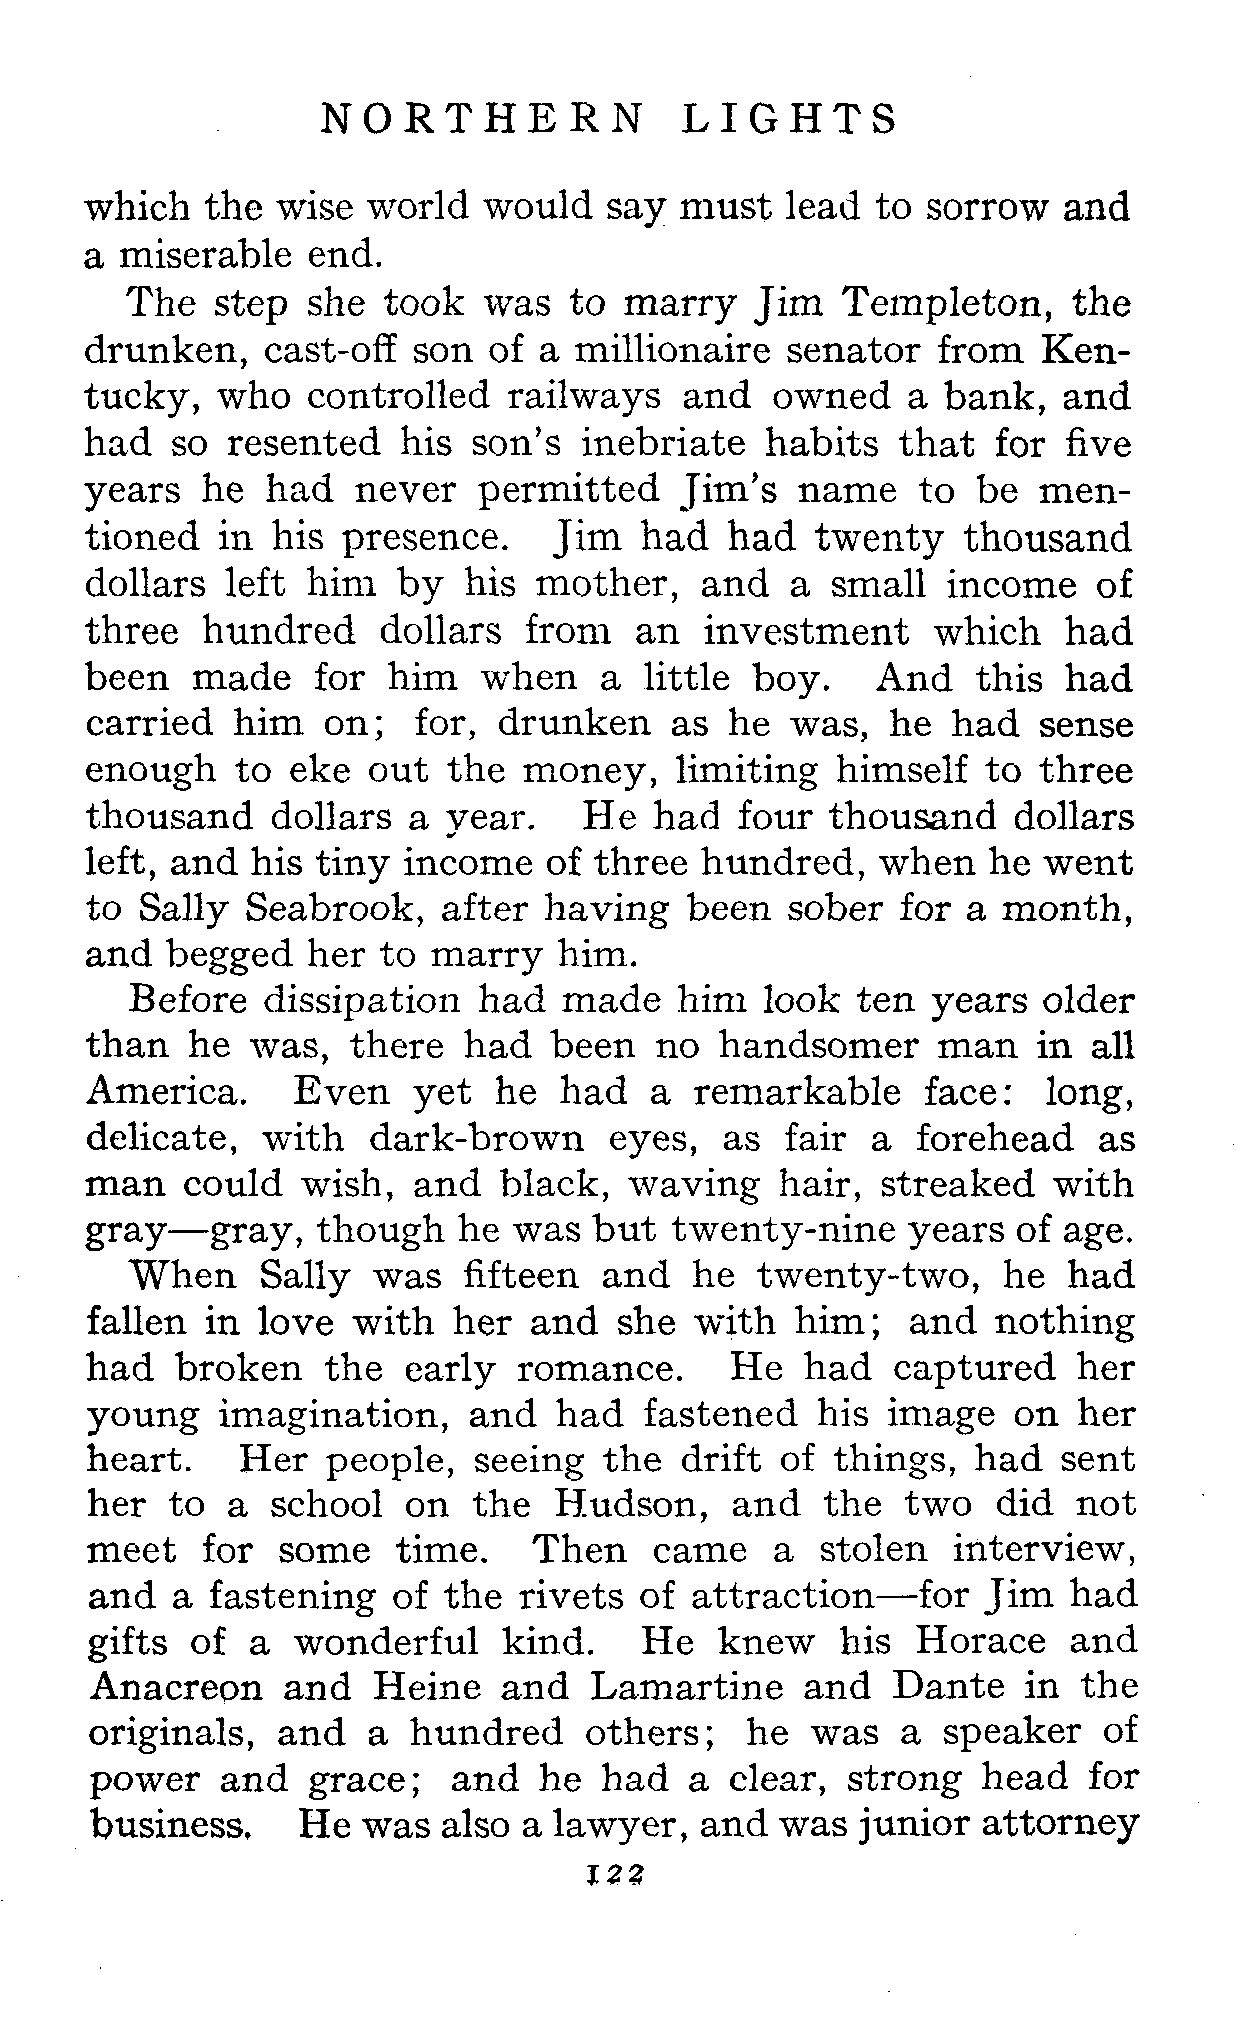 NORTHERN LIGHTS
which the wise world would say must lead to sorrow and
a miserable end.
The step she took was to marry Jim Templeton, the
drunken, cast-off son of a millionaire senator from Ken-
tucky, who controlled railways and owned a bank, and
had so resented his son's inebriate habits that for five
years he had never permitted Jim's name to be men-
tioned in his presence. Jim had had twenty thousand
dollars left him by his mother, and a small income of
three hundred dollars from an investment which had
been made for him when a little boy. And this had
carried him on; for, drunken as he was, he had sense
enough to eke out the money, limiting himself to three
thousand dollars a year. He had four thousand dollars
left, and his tiny income of three hundred, when he went
to Sally Seabrook, after having been sober for a month,
and begged her to marry him.
Before dissipation had made him look ten years older
than he was, there had been no handsomer man in all
America. Even yet he had a remarkable face: long,
delicate, with dark-brown eyes, as fair a forehead as
man could wish, and black, waving hair, streaked with
gray—gray, though he was but twenty-nine years of age.
When Sally was fifteen and he twenty-two, he had
fallen in love with her and she with him; and nothing
had broken the early romance. He had captured her
young imagination, and had fastened his image on her
heart. Her people, seeing the drift of things, had sent
her to a school on the Hudson, and the two did not
meet for some time. Then came a stolen interview,
and a fastening of the rivets of attraction—for Jim had
gifts of a wonderful kind. He knew his Horace and
Anacreon and Heine and Lamartine and Dante in the
originals, and a hundred others; he was a speaker of
power and grace; and he had a clear, strong head for
business. He was also a lawyer, and was junior attorney
122